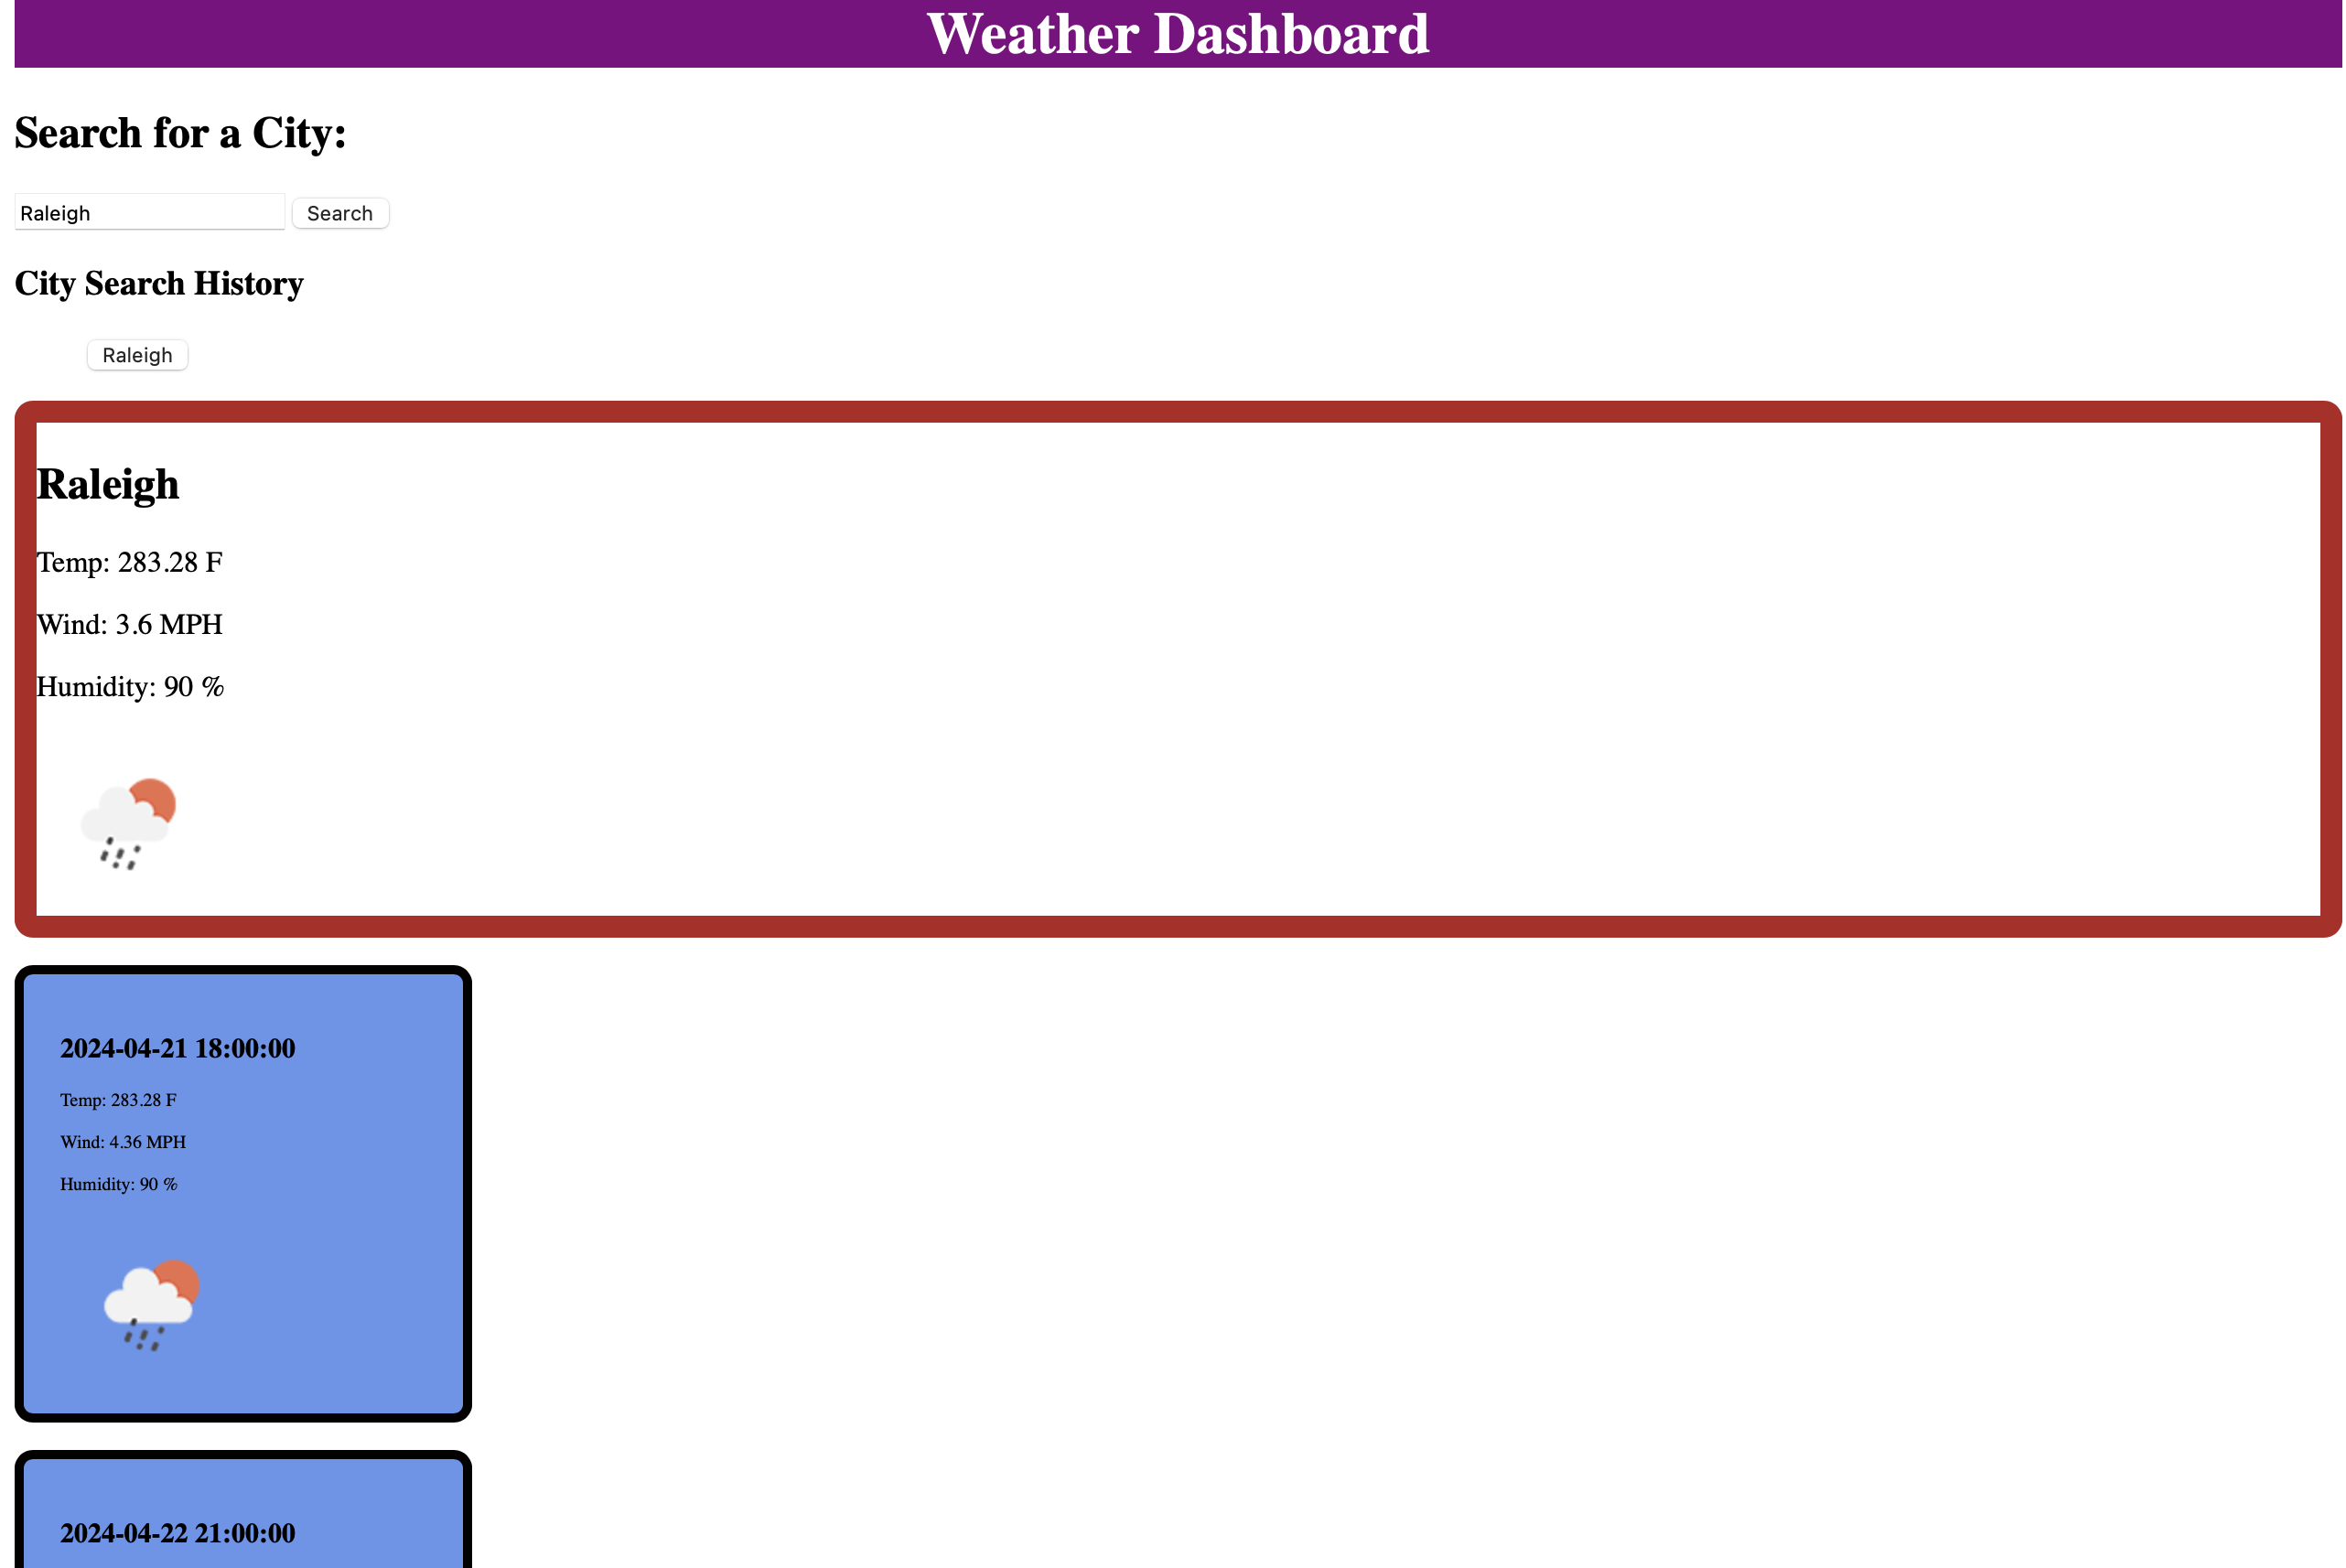 Weather Dashboard
Search for a City:
Raleigh Search
City Search History
Raleigh
Raleigh
Temp: 283.28 F
Wind: 3.6 MPH
Humidity: 90 %
2024-04-21 18:00:00
Temp: 283.28 F
Wind: 4.36 MPH
Humidity: 90 %
2024-04-22 21:00:00